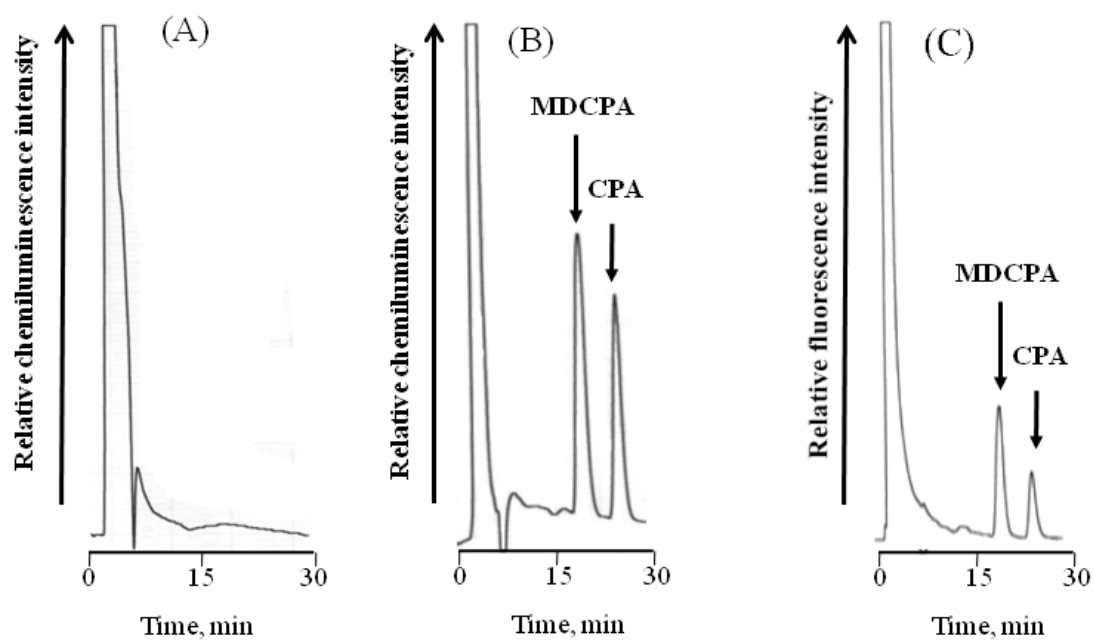 (A)
Relative chemiluminescence intensity
0 15 30
Time, min
(B)
Relative chemiluminescence intensity
MDCPA
CPA
0 15 30
Time, min
(C)
Relative fluorescence intensity
MDCPA
CPA
0 15 30
Time, min